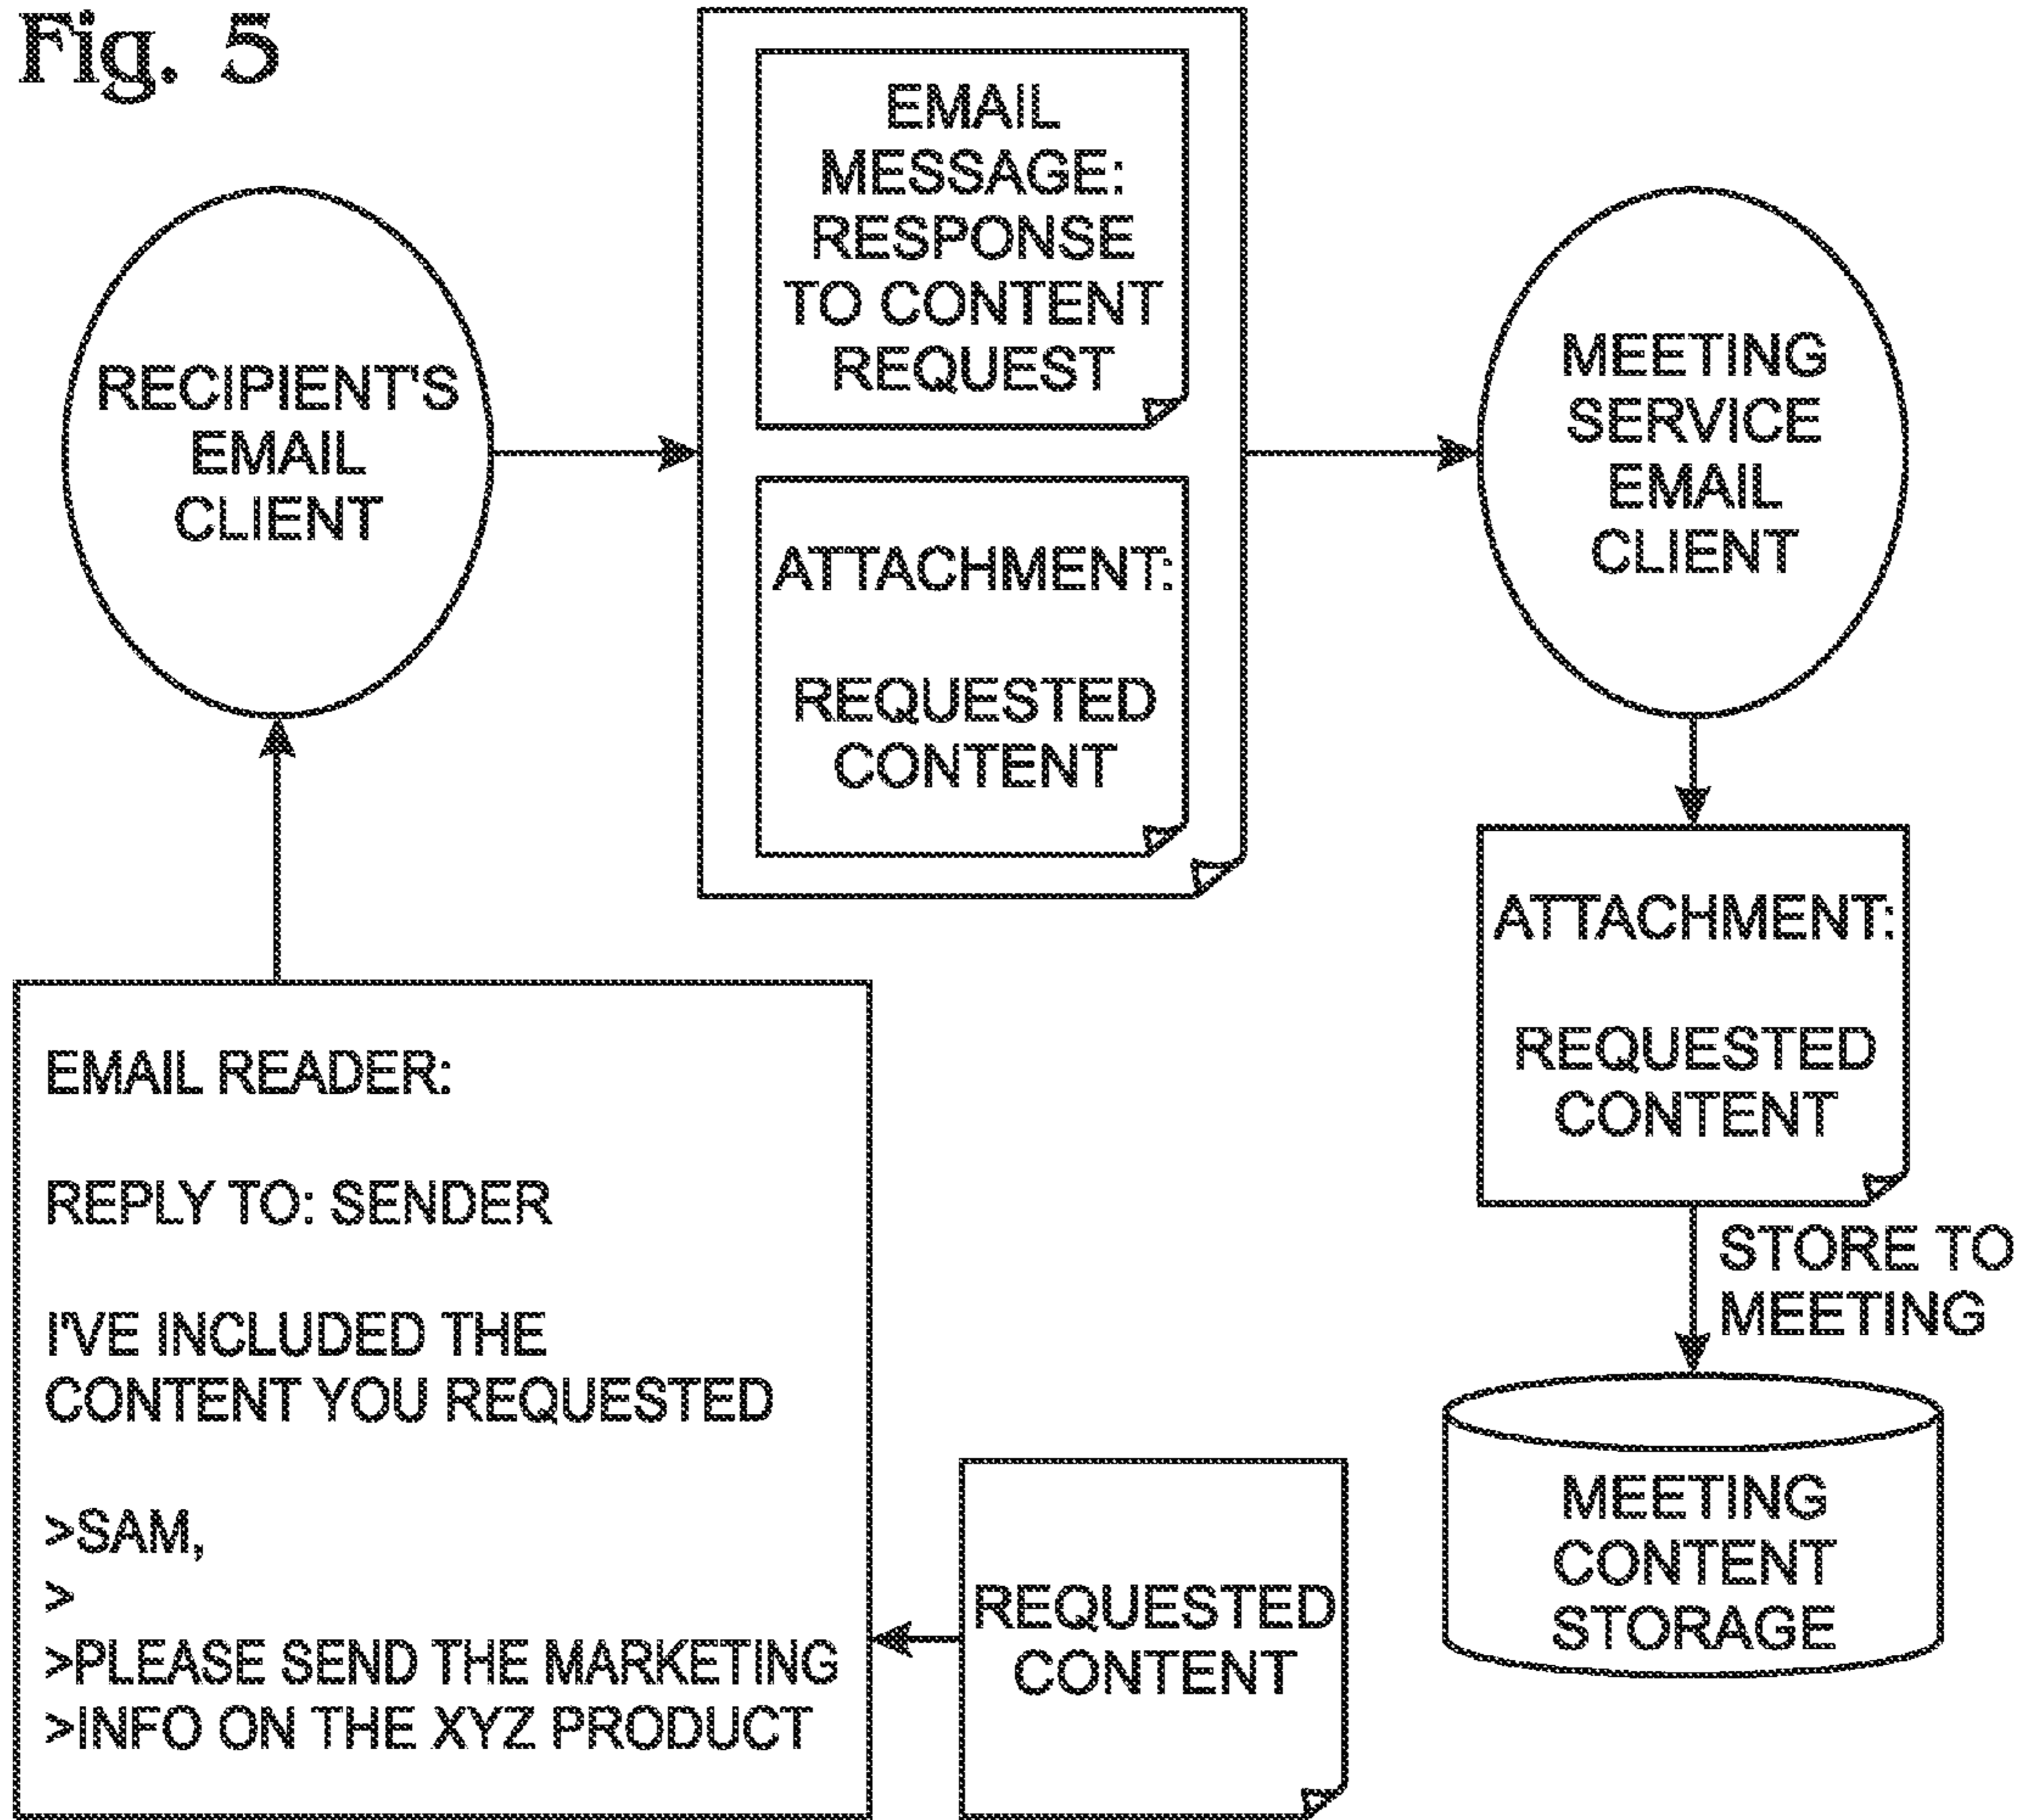 Fig. 5
RECIPIENT'S
EMAIL
CLIENT
EMAIL
MESSAGE:
RESPONSE
TO CONTENT
REQUEST
ATTACHMENT:
REQUESTED
CONTENT
MEETING
SERVICE
EMAIL
CLIENT
ATTACHMENT:
REQUESTED
CONTENT
STORE TO
MEETING
MEETING
CONTENT
STORAGE
EMAIL READER:
REPLY TO: SENDER
I'VE INCLUDED THE
CONTENT YOU REQUESTED
>SAM,
>
>PLEASE SEND THE MARKETING
>INFO ON THE XYZ PRODUCT
REQUESTED
CONTENT